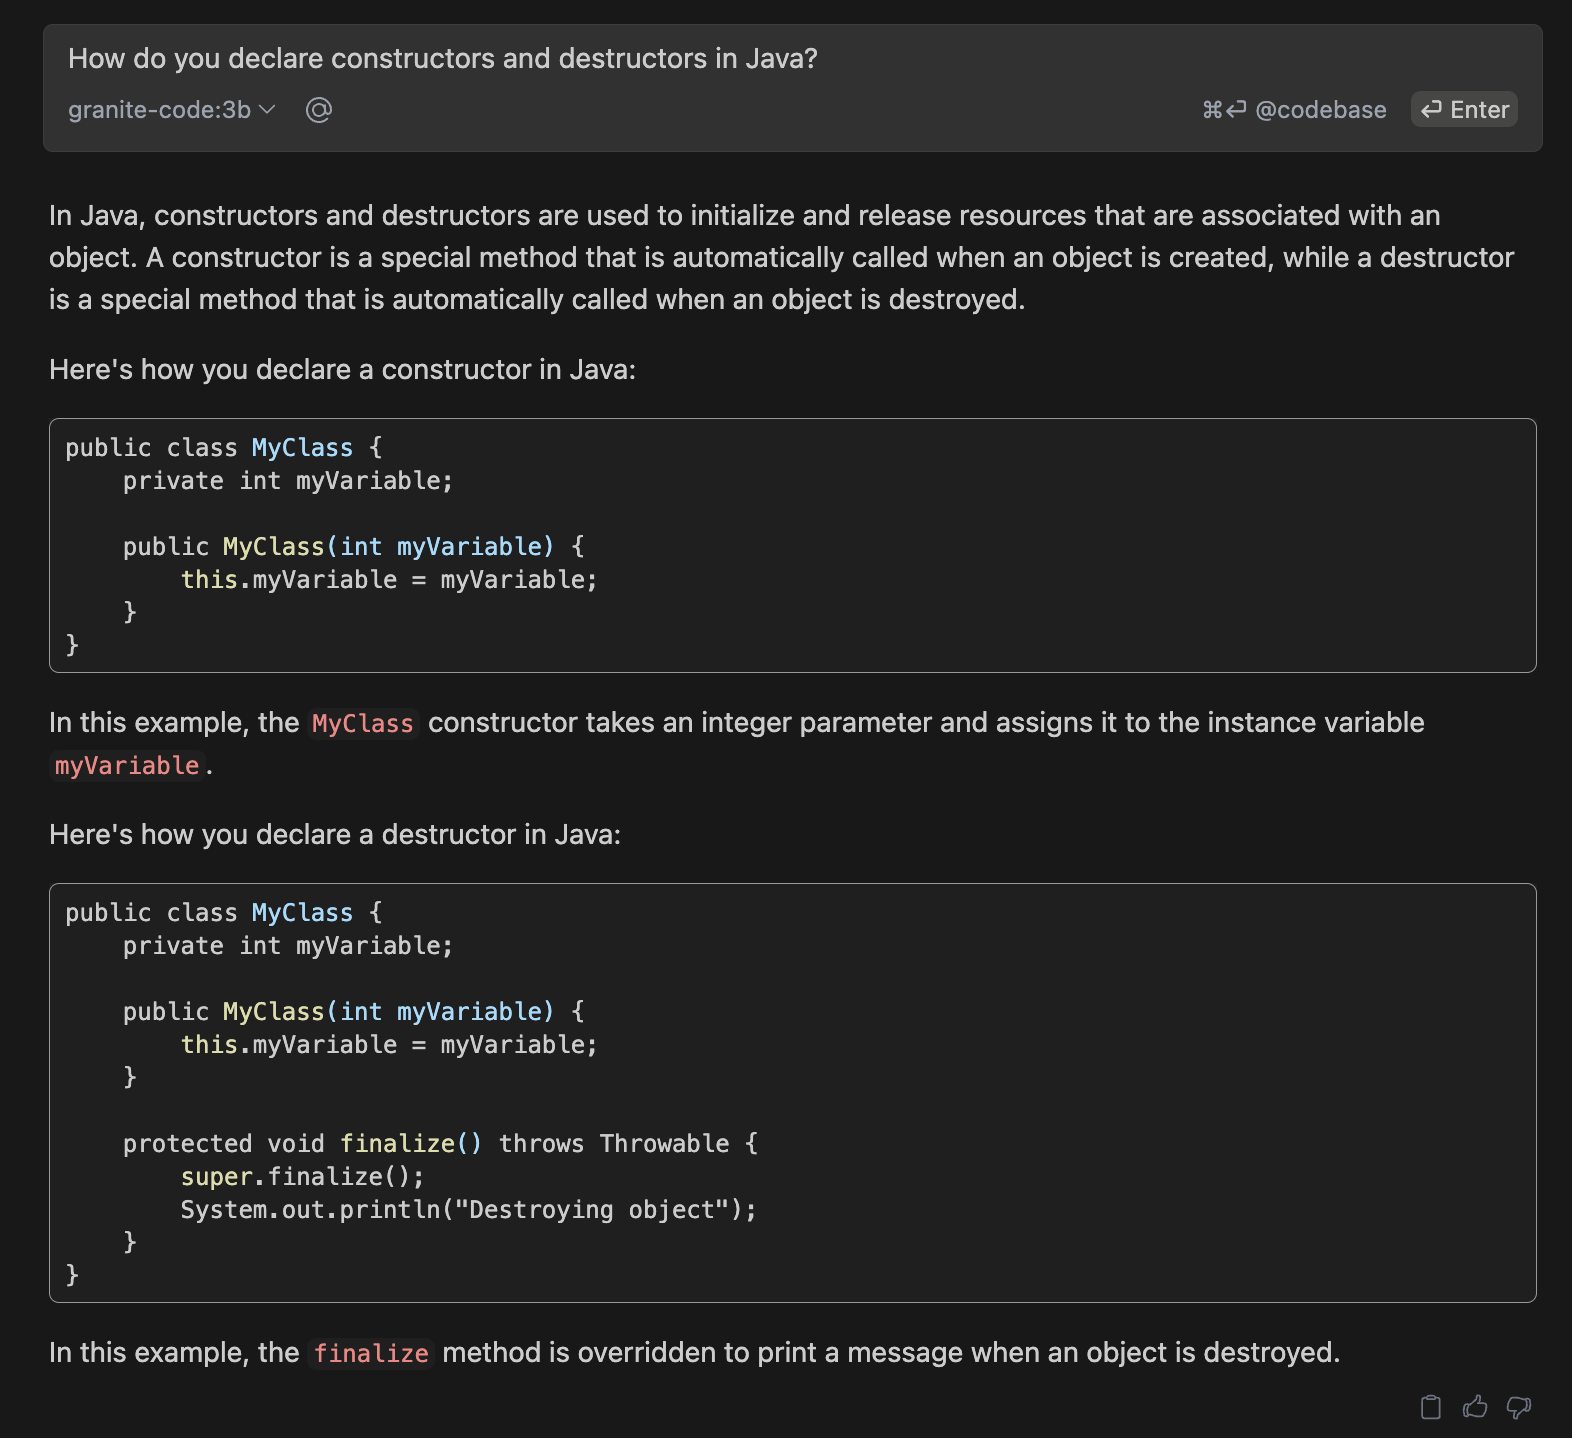 How do you declare constructors and destructors in Java?
granite-code:3b @ ⌘⏎ @codebase ⏎ Enter
In Java, constructors and destructors are used to initialize and release resources that are associated with an
object. A constructor is a special method that is automatically called when an object is created, while a destructor
is a special method that is automatically called when an object is destroyed.
Here's how you declare a constructor in Java:
public class MyClass {
    private int myVariable;
    public MyClass(int myVariable) {
        this.myVariable = myVariable;
    }
}
In this example, the MyClass constructor takes an integer parameter and assigns it to the instance variable
myVariable.
Here's how you declare a destructor in Java:
public class MyClass {
    private int myVariable;
    public MyClass(int myVariable) {
        this.myVariable = myVariable;
    }
    protected void finalize() throws Throwable {
        super.finalize();
        System.out.println("Destroying object");
    }
}
In this example, the finalize method is overridden to print a message when an object is destroyed.